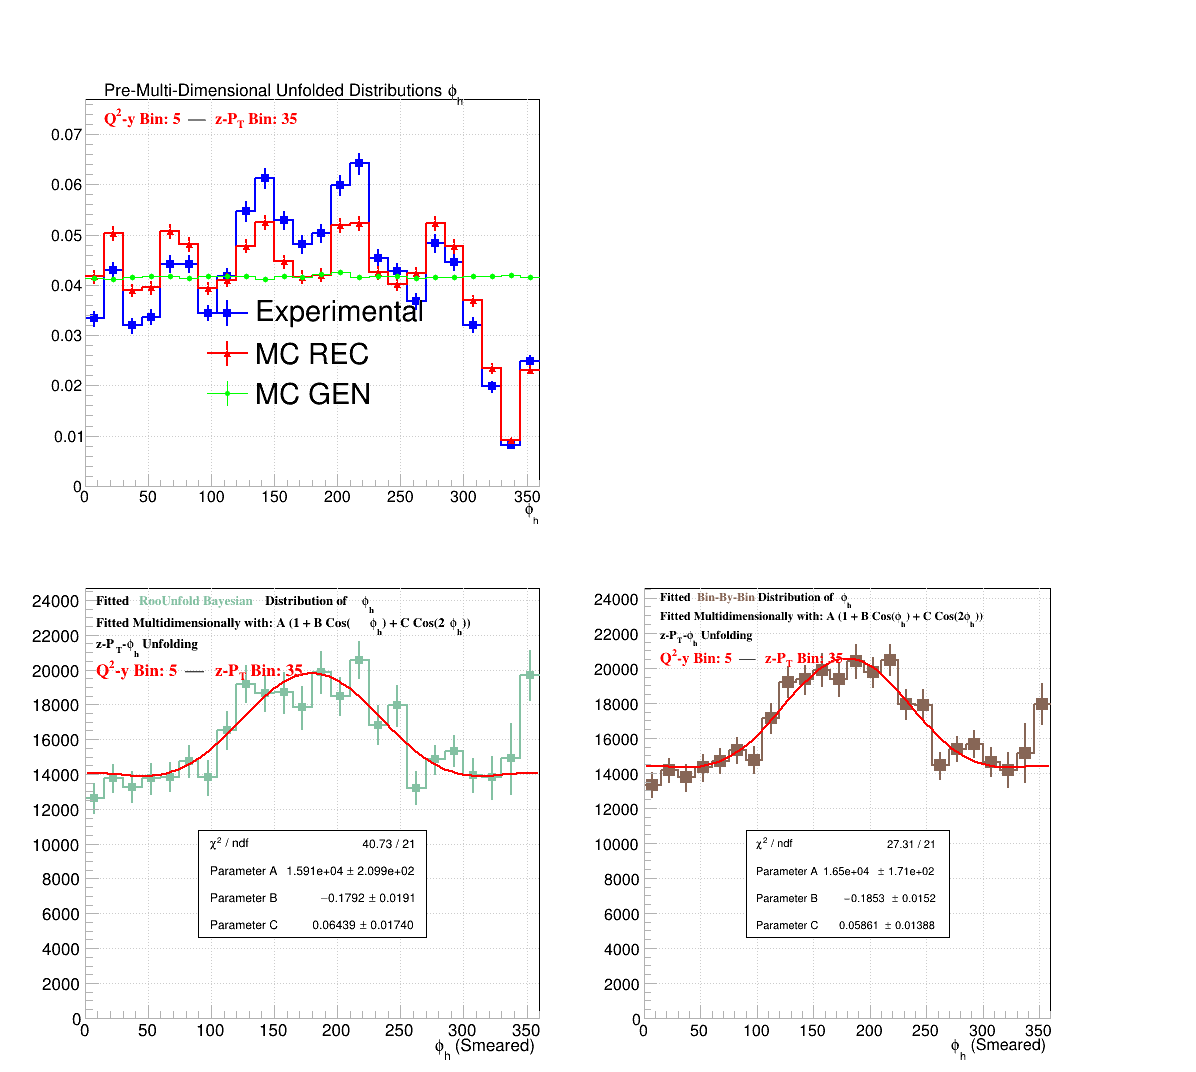 Pre-Multi-Dimensional Unfolded Distributions ϕh
Q2-y Bin: 5 — z-PT Bin: 35
0.07
0.06
0.05
0.04
0.03
0.02
0.01
0
Experimental
MC REC
MC GEN
0 50 100 150 200 250 300 350
ϕh
Fitted RooUnfold Bayesian Distribution of ϕh
Fitted Multidimensionally with: A (1 + B Cos( ϕh) + C Cos(2 ϕh))
z-PT-ϕh Unfolding
Q2-y Bin: 5 — z-PT Bin: 35
24000
22000
20000
18000
16000
14000
12000
10000
8000
6000
4000
2000
0
χ2 / ndf 40.73 / 21
Parameter A 1.591e+04 ± 2.099e+02
Parameter B −0.1792 ± 0.0191
Parameter C 0.06439 ± 0.01740
0 50 100 150 200 250 300 350
ϕh (Smeared)
Fitted Bin-By-Bin Distribution of ϕh
Fitted Multidimensionally with: A (1 + B Cos(ϕh) + C Cos(2ϕh))
z-PT-ϕh Unfolding
Q2-y Bin: 5 — z-PT Bin: 35
24000
22000
20000
18000
16000
14000
12000
10000
8000
6000
4000
2000
0
χ2 / ndf 27.31 / 21
Parameter A 1.65e+04 ± 1.71e+02
Parameter B −0.1853 ± 0.0152
Parameter C 0.05861 ± 0.01388
0 50 100 150 200 250 300 350
ϕh (Smeared)